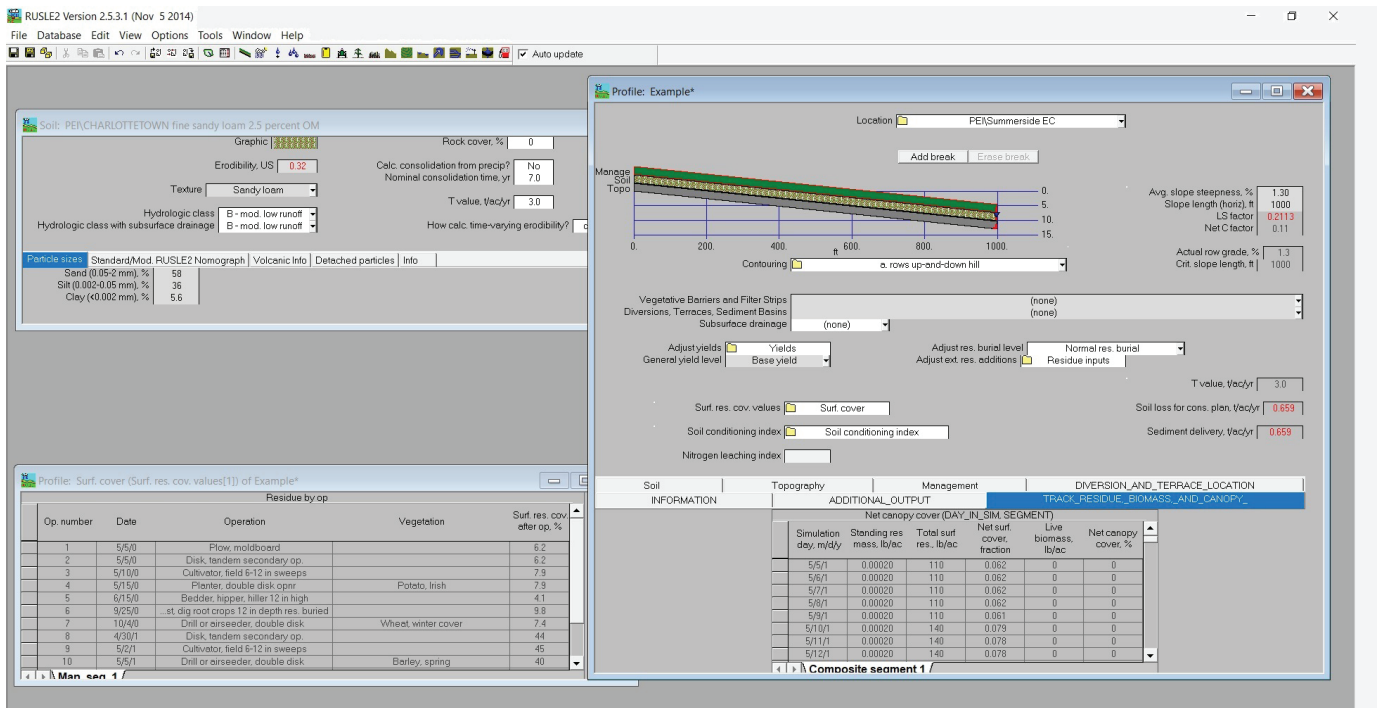 RUSLE2 Version 2.5.3.1 (Nov 5 2014)
File Database Edit View Options Tools Window Help
Auto update
Soil: PEI\CHARLOTTETOWN fine sandy loam 2.5 percent OM
Graphic Rock cover, % 0
Erodibility, US 0.32 Calc. consolidation from precip? No
Nominal consolidation time, yr 7.0
Texture Sandy loam
T value, t/ac/yr 3.0
Hydrologic class B - mod. low runoff
Hydrologic class with subsurface drainage B - mod. low runoff How calc. time-varying erodibility?
Particle sizes Standard/Mod. RUSLE2 Nomograph Volcanic Info Detached particles Info
Sand (0.05-2 mm), % 58
Silt (0.002-0.05 mm), % 36
Clay (<0.002 mm), % 5.6
Profile: Surf. cover (Surf. res. cov. values[1]) of Example*
Residue by op
Op. number Date Operation Vegetation Surf. res. cov. after op, %
1 5/5/0 Plow, moldboard 6.2
2 5/5/0 Disk, tandem secondary op. 6.2
3 5/10/0 Cultivator, field 6-12 in sweeps 7.9
4 5/15/0 Planter, double disk opnr Potato, Irish 7.9
5 6/15/0 Bedder, hipper, hiller 12 in high 4.1
6 9/25/0 ...st, dig root crops 12 in depth res. buried 9.8
7 10/4/0 Drill or airseeder, double disk Wheat, winter cover 7.4
8 4/30/1 Disk, tandem secondary op. 44
9 5/2/1 Cultivator, field 6-12 in sweeps 45
10 5/5/1 Drill or airseeder, double disk Barley, spring 40
Man. seg. 1
Profile: Example*
Location PEI\Summerside EC
Add break Erase break
Manage
Soil
Topo
0.
5.
10.
15.
0. 200. 400. 600. 800. 1000.
ft
Avg. slope steepness, % 1.30
Slope length (horiz), ft 1000
LS factor 0.2113
Net C factor 0.11
Actual row grade, % 1.3
Crit. slope length, ft 1000
Contouring a. rows up-and-down hill
Vegetative Barriers and Filter Strips (none)
Diversions, Terraces, Sediment Basins (none)
Subsurface drainage (none)
Adjust yields Yields Adjust res. burial level Normal res. burial
General yield level Base yield Adjust ext. res. additions Residue inputs
T value, t/ac/yr 3.0
Surf. res. cov. values Surf. cover Soil loss for cons. plan, t/ac/yr 0.659
Soil conditioning index Soil conditioning index Sediment delivery, t/ac/yr 0.659
Nitrogen leaching index
Soil Topography Management DIVERSION_AND_TERRACE_LOCATION
INFORMATION ADDITIONAL_OUTPUT TRACK_RESIDUE_BIOMASS_AND_CANOPY_
Net canopy cover (DAY_IN_SIM, SEGMENT)
Simulation day, m/d/y Standing res mass, lb/ac Total surf res., lb/ac Net surf. cover, fraction Live biomass, lb/ac Net canopy cover, %
5/5/1 0.00020 110 0.062 0 0
5/6/1 0.00020 110 0.062 0 0
5/7/1 0.00020 110 0.062 0 0
5/8/1 0.00020 110 0.062 0 0
5/9/1 0.00020 110 0.061 0 0
5/10/1 0.00020 140 0.079 0 0
5/11/1 0.00020 140 0.078 0 0
5/12/1 0.00020 140 0.078 0 0
Composite segment 1